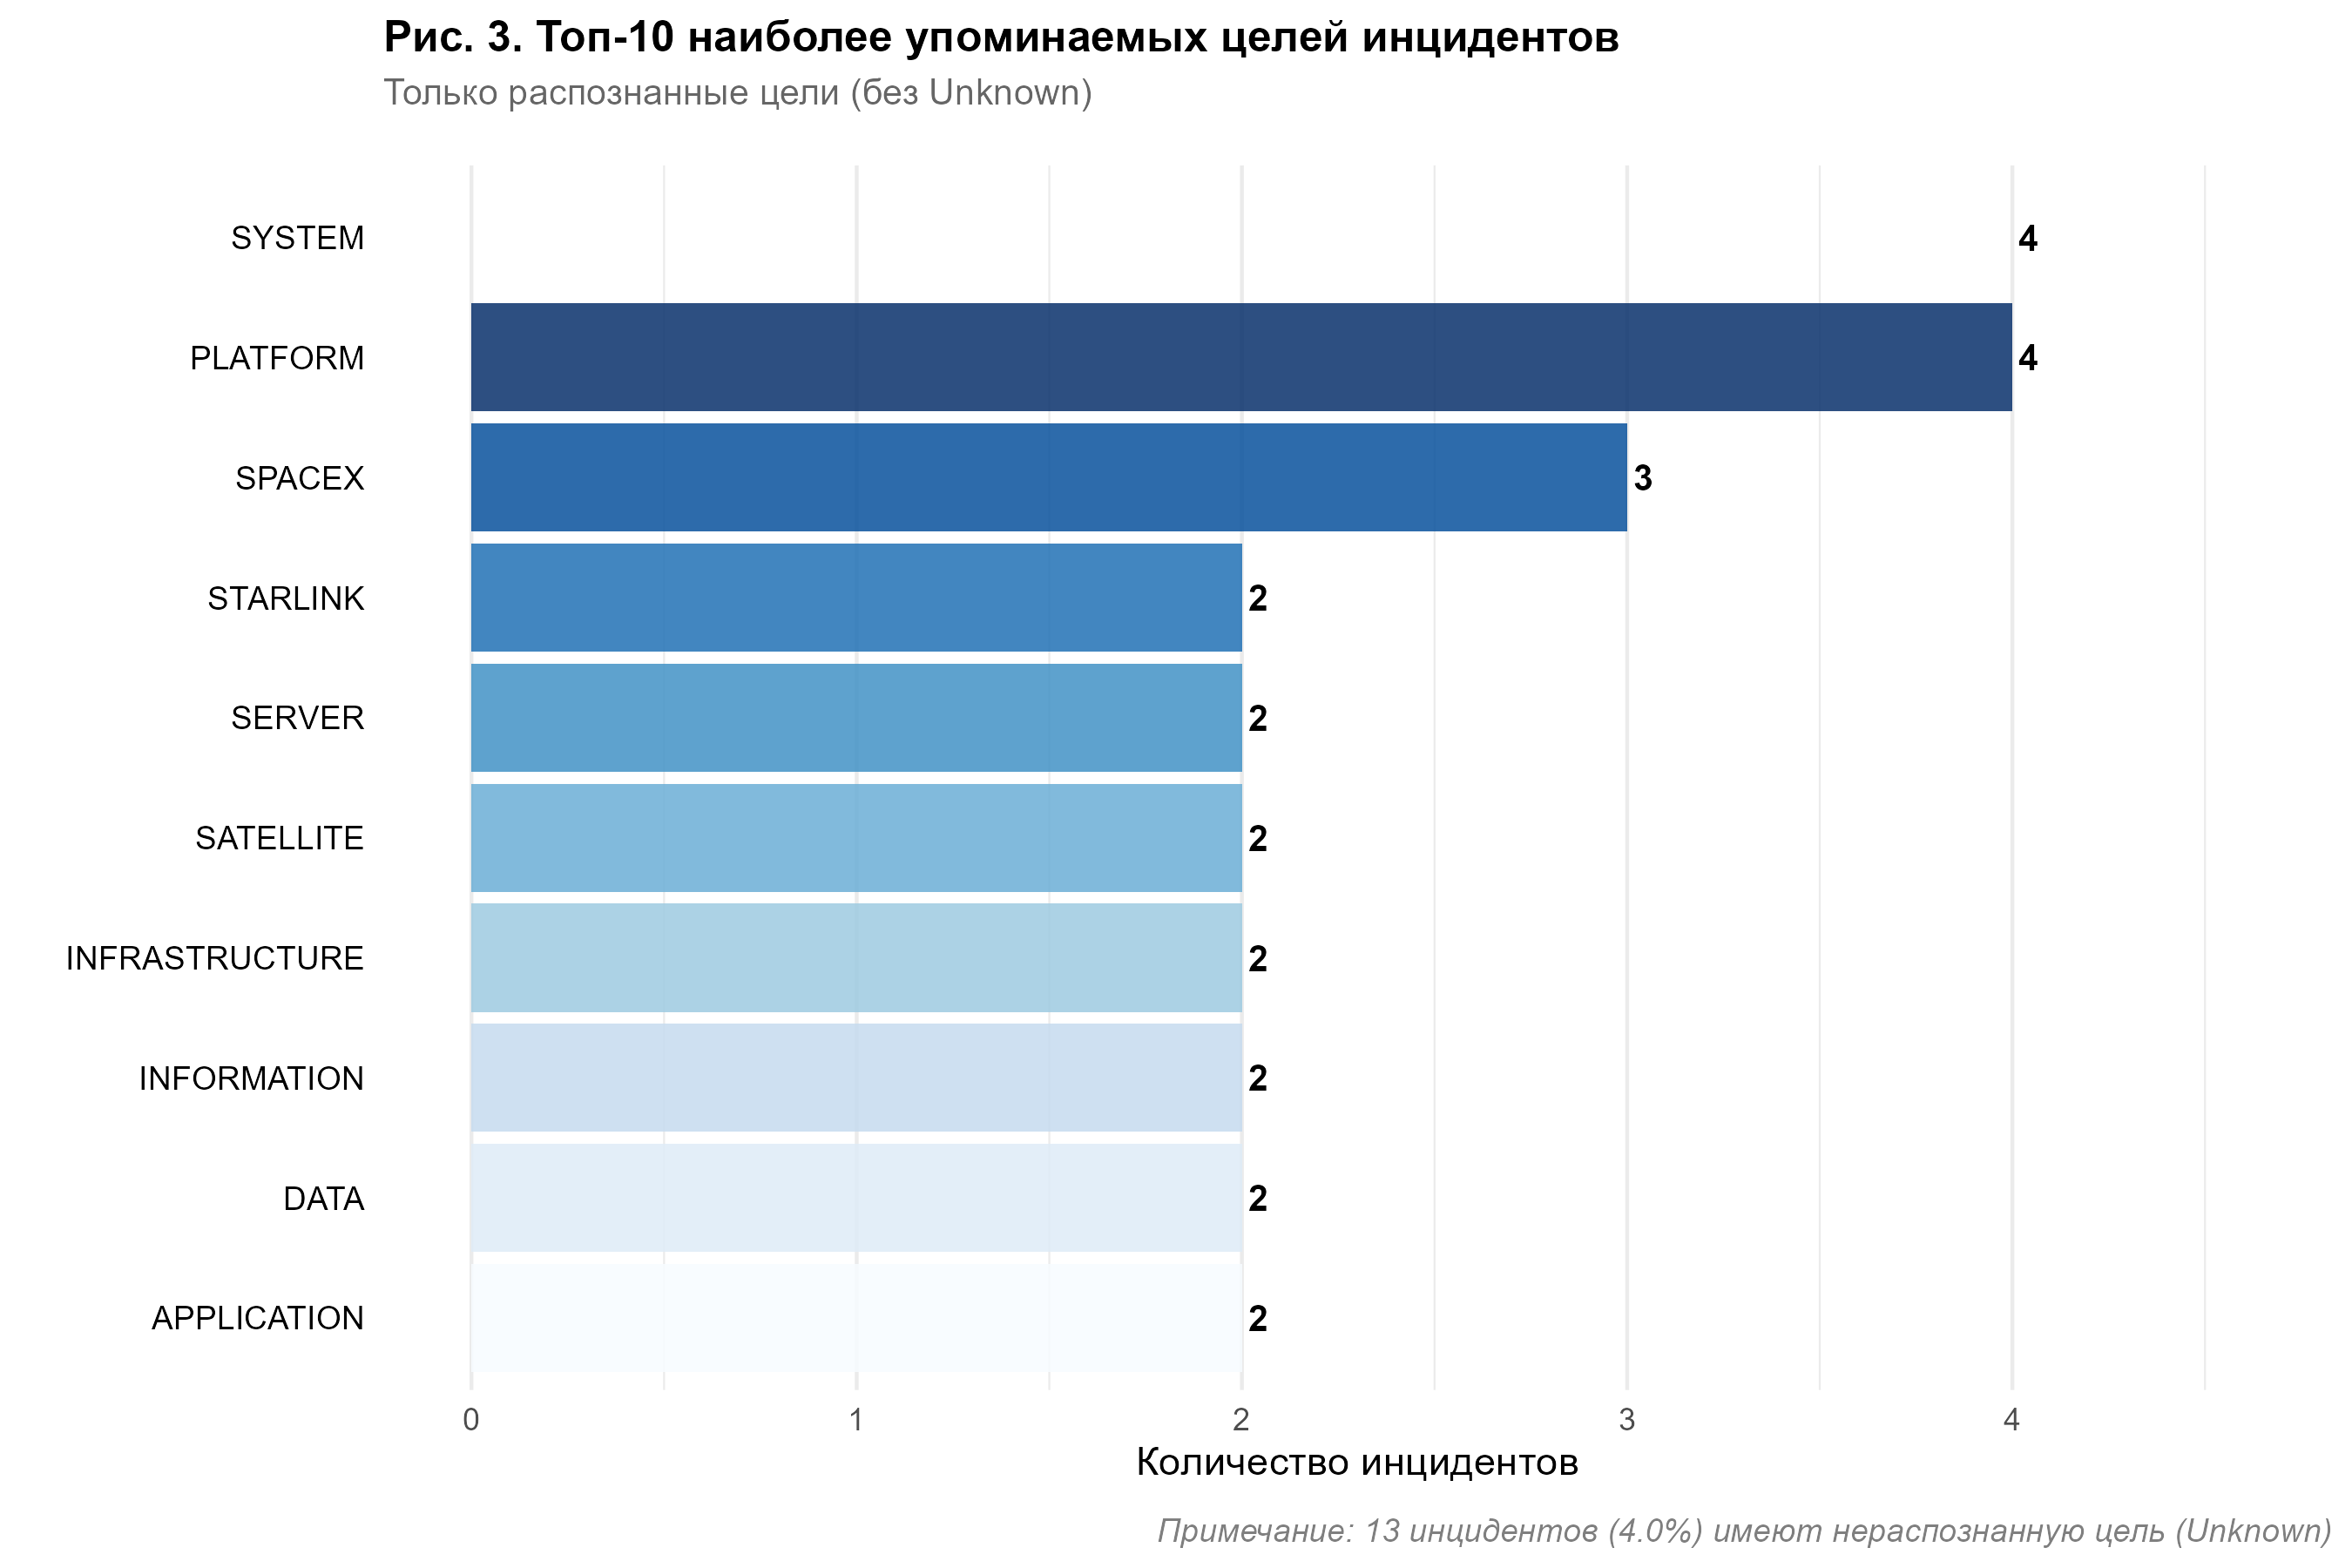 Рис. 3. Топ-10 наиболее упоминаемых целей инцидентов
Только распознанные цели (без Unknown)
SYSTEM 4
PLATFORM 4
SPACEX 3
STARLINK 2
SERVER 2
SATELLITE 2
INFRASTRUCTURE 2
INFORMATION 2
DATA 2
APPLICATION 2
0 1 2 3 4
Количество инцидентов
Примечание: 13 инцидентов (4.0%) имеют нераспознанную цель (Unknown)